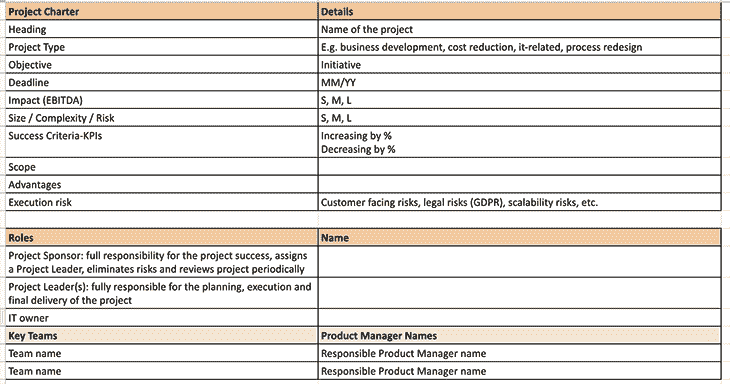 Project Charter Details
Heading Name of the project
Project Type E.g. business development, cost reduction, it-related, process redesign
Objective Initiative
Deadline MM/YY
Impact (EBITDA) S, M, L
Size / Complexity / Risk S, M, L
Success Criteria-KPIs Increasing by %
Decreasing by %
Scope
Advantages
Execution risk Customer facing risks, legal risks (GDPR), scalability risks, etc.
Roles Name
Project Sponsor: full responsibility for the project success, assigns
a Project Leader, eliminates risks and reviews project periodically
Project Leader(s): fully responsible for the planning, execution and
final delivery of the project
IT owner
Key Teams Product Manager Names
Team name Responsible Product Manager name
Team name Responsible Product Manager name